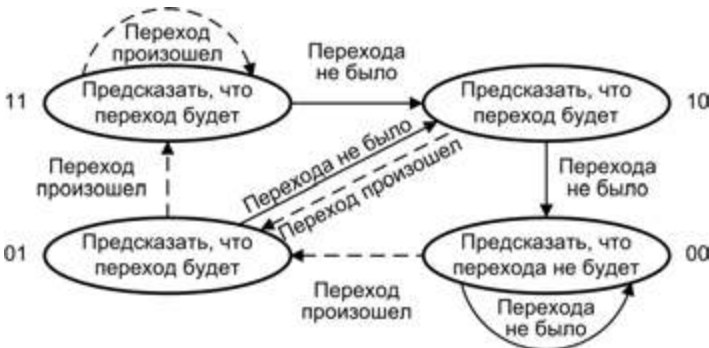 Переход
произошел
Перехода
не было
11
Предсказать, что
переход будет
Предсказать, что
переход будет
10
Переход
произошел
Перехода не было
Переход произошел
Перехода
не было
01
Предсказать, что
переход будет
Предсказать, что
перехода не будет
00
Переход
произошел
Перехода
не было